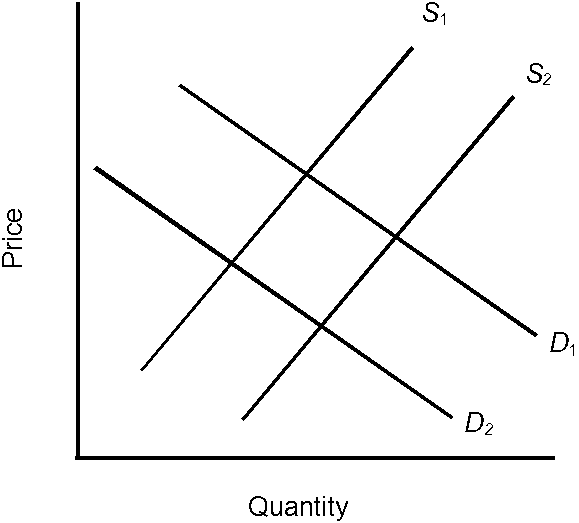 S1
S2
Price
D1
D2
Quantity